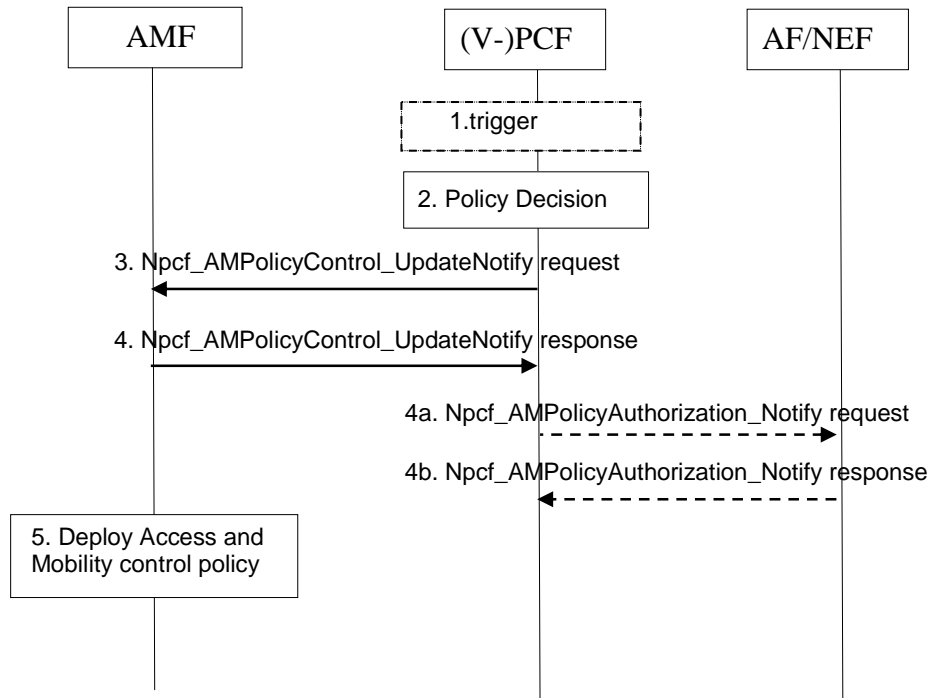 AMF
(V-)PCF
AF/NEF
1.trigger
2. Policy Decision
3. Npcf_AMPolicyControl_UpdateNotify request
4. Npcf_AMPolicyControl_UpdateNotify response
4a. Npcf_AMPolicyAuthorization_Notify request
4b. Npcf_AMPolicyAuthorization_Notify response
5. Deploy Access and
Mobility control policy